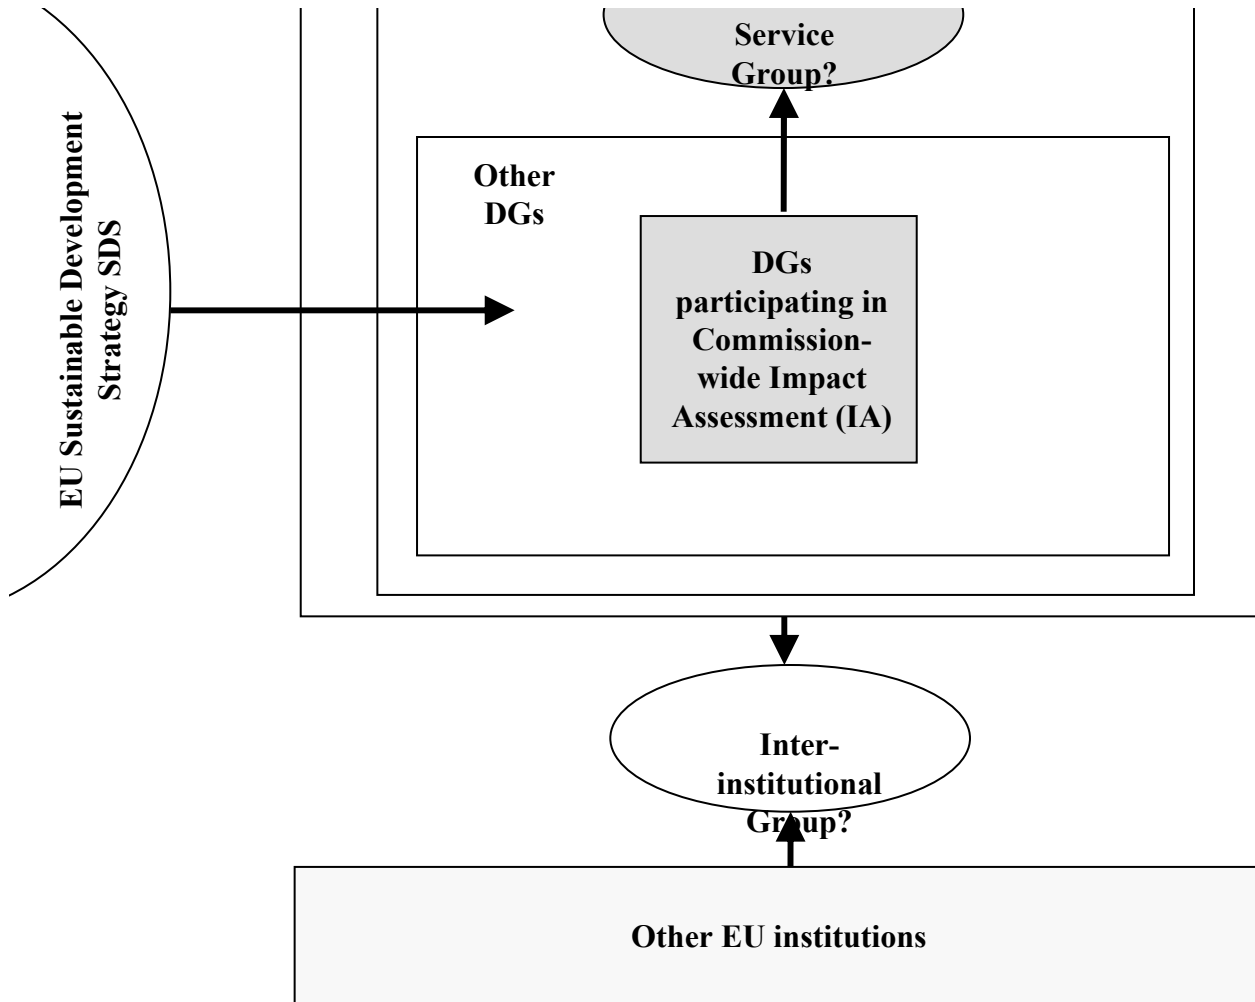 Service
Group?
EU Sustainable Development
Strategy SDS
Other
DGs
DGs
participating in
Commission-
wide Impact
Assessment (IA)
Inter-
institutional
Group?
Other EU institutions